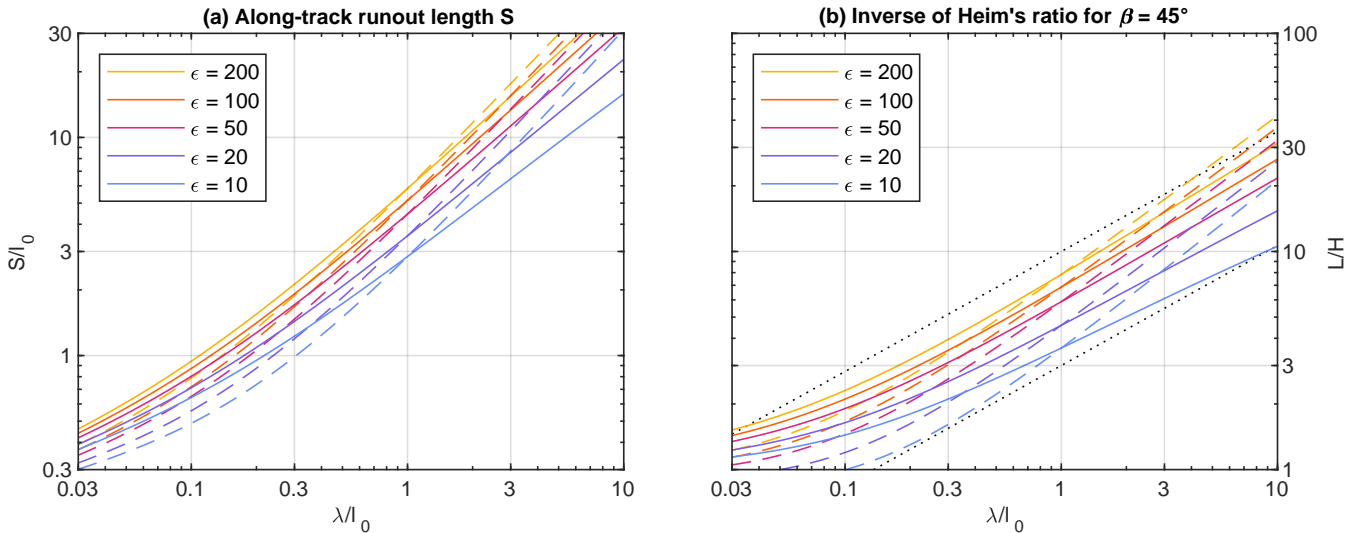 (a) Along-track runout length S
30
10
3
1
0.3
S/l0
ϵ = 200
ϵ = 100
ϵ = 50
ϵ = 20
ϵ = 10
0.03
0.1
0.3
1
3
10
λ/l0
(b) Inverse of Heim's ratio for β = 45°
ϵ = 200
ϵ = 100
ϵ = 50
ϵ = 20
ϵ = 10
100
30
10
3
1
L/H
0.03
0.1
0.3
1
3
10
λ/l0